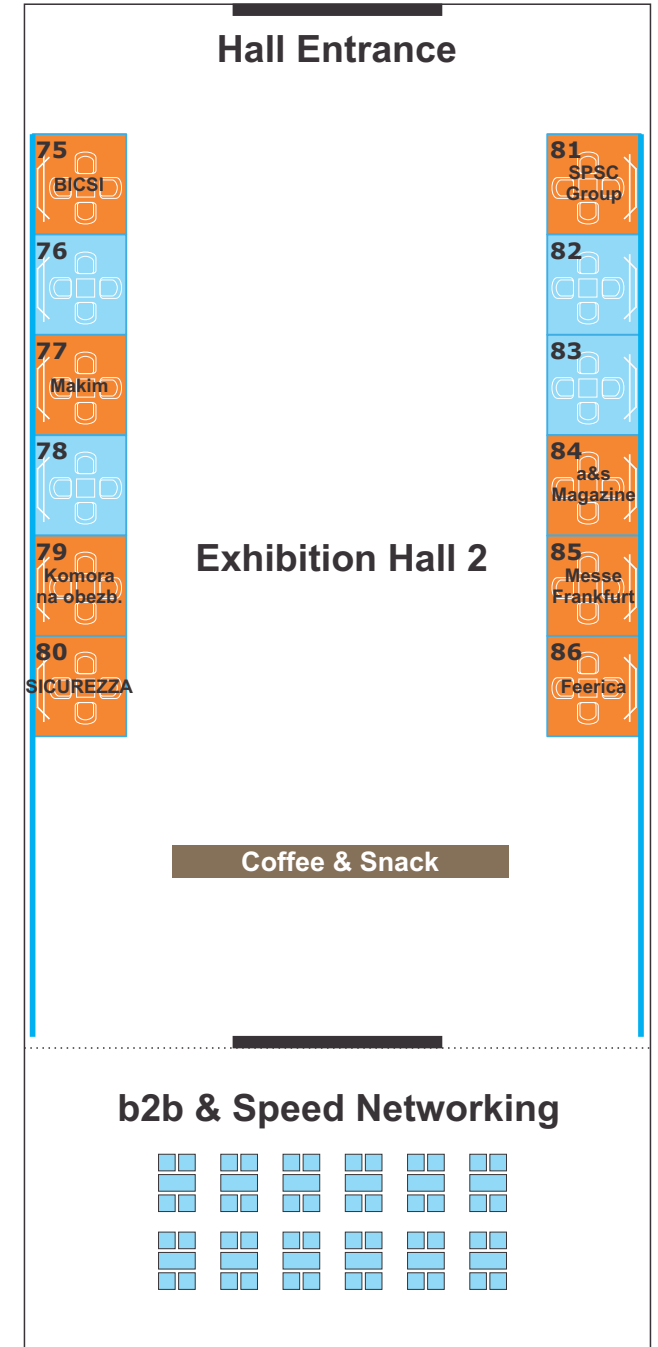 Hall Entrance
75
BICSI
76
77
Makim
78
79
Komora
na obezb.
80
SICUREZZA
81
SPSC
Group
82
83
84
a&s
Magazine
85
Messe
Frankfurt
86
Feerica
Exhibition Hall 2
Coffee & Snack
b2b & Speed Networking